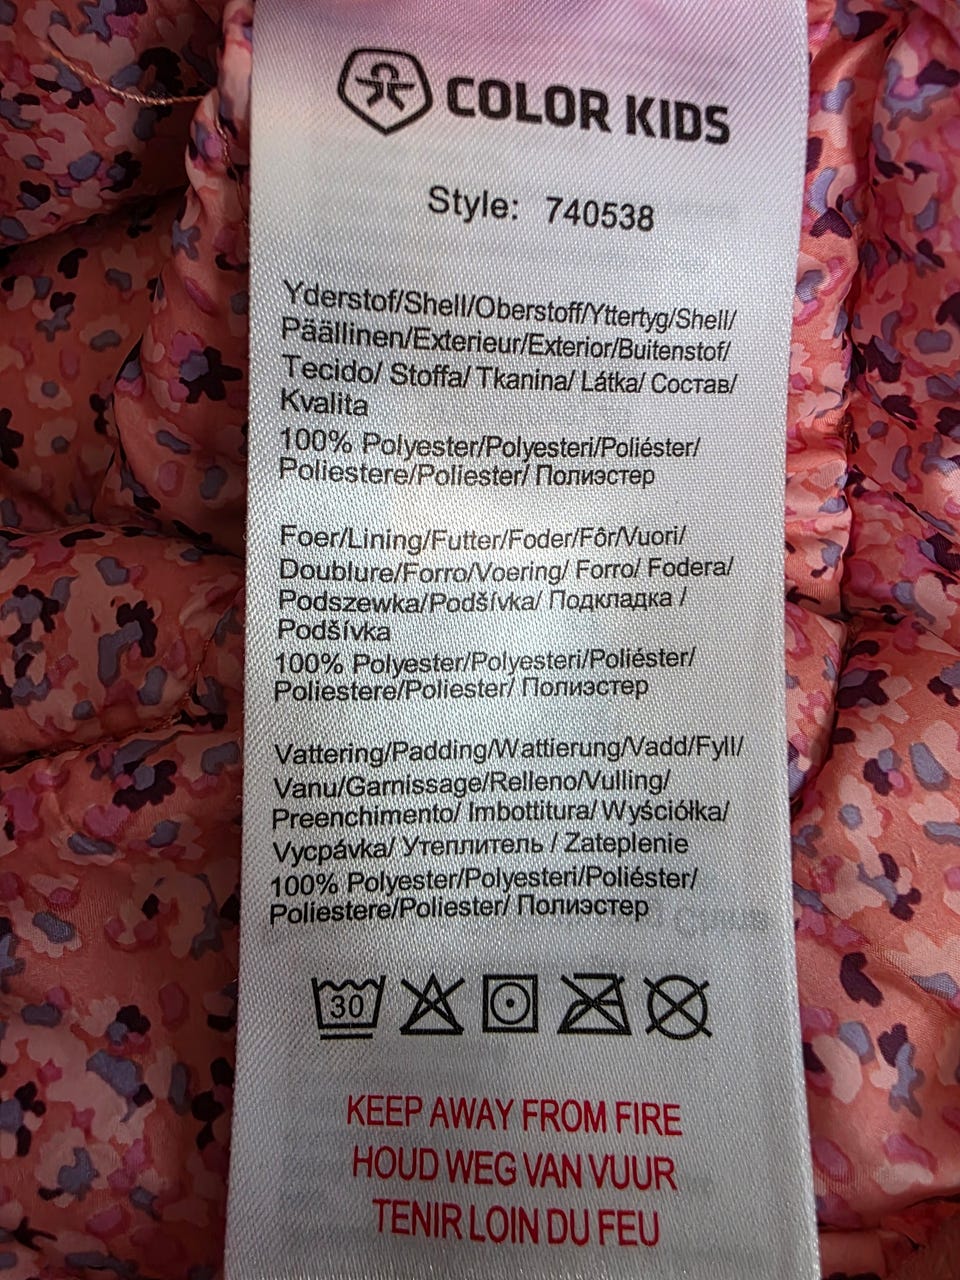 COLOR KIDS
Style: 740538
Yderstof/Shell/Oberstoff/Yttertyg/Shell/
Päällinen/Exterieur/Exterior/Buitenstof/
Tecido/ Stoffa/ Tkanina/ Látka/ Состав/
Kvalita
100% Polyester/Polyesteri/Poliéster/
Poliestere/Poliester/ Полиэстер
Foer/Lining/Futter/Foder/Fôr/Vuori/
Doublure/Forro/Voering/ Forro/ Fodera/
Podszewka/Podšívka/ Подкладка /
Podšívka
100% Polyester/Polyesteri/Poliéster/
Poliestere/Poliester/ Полиэстер
Vattering/Padding/Wattierung/Vadd/Fyll/
Vanu/Garnissage/Relleno/Vulling/
Preenchimento/ Imbottitura/ Wyściółka/
Vycpávka/ Утеплитель / Zateplenie
100% Polyester/Polyesteri/Poliéster/
Poliestere/Poliester/ Полиэстер
30
KEEP AWAY FROM FIRE
HOUD WEG VAN VUUR
TENIR LOIN DU FEU